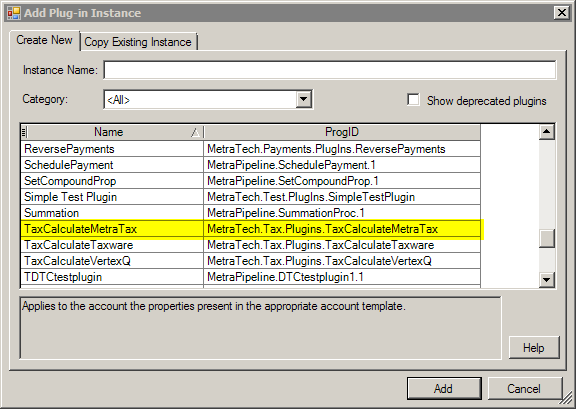 Add Plug-in Instance
Create New Copy Existing Instance
Instance Name:
Category: <All> Show deprecated plugins
Name ProgID
ReversePayments MetraTech.Payments.PlugIns.ReversePayments
SchedulePayment MetraPipeline.SchedulePayment.1
SetCompoundProp MetraPipeline.SetCompoundProp.1
Simple Test Plugin MetraTech.Test.PlugIns.SimpleTestPlugin
Summation MetraPipeline.SummationProc.1
TaxCalculateMetraTax MetraTech.Tax.Plugins.TaxCalculateMetraTax
TaxCalculateTaxware MetraTech.Tax.Plugins.TaxCalculateTaxware
TaxCalculateVertexQ MetraTech.Tax.Plugins.TaxCalculateVertexQ
TDTCtestplugin MetraPipeline.DTCtestplugin1.1
Applies to the account the properties present in the appropriate account template.
Help
Add Cancel